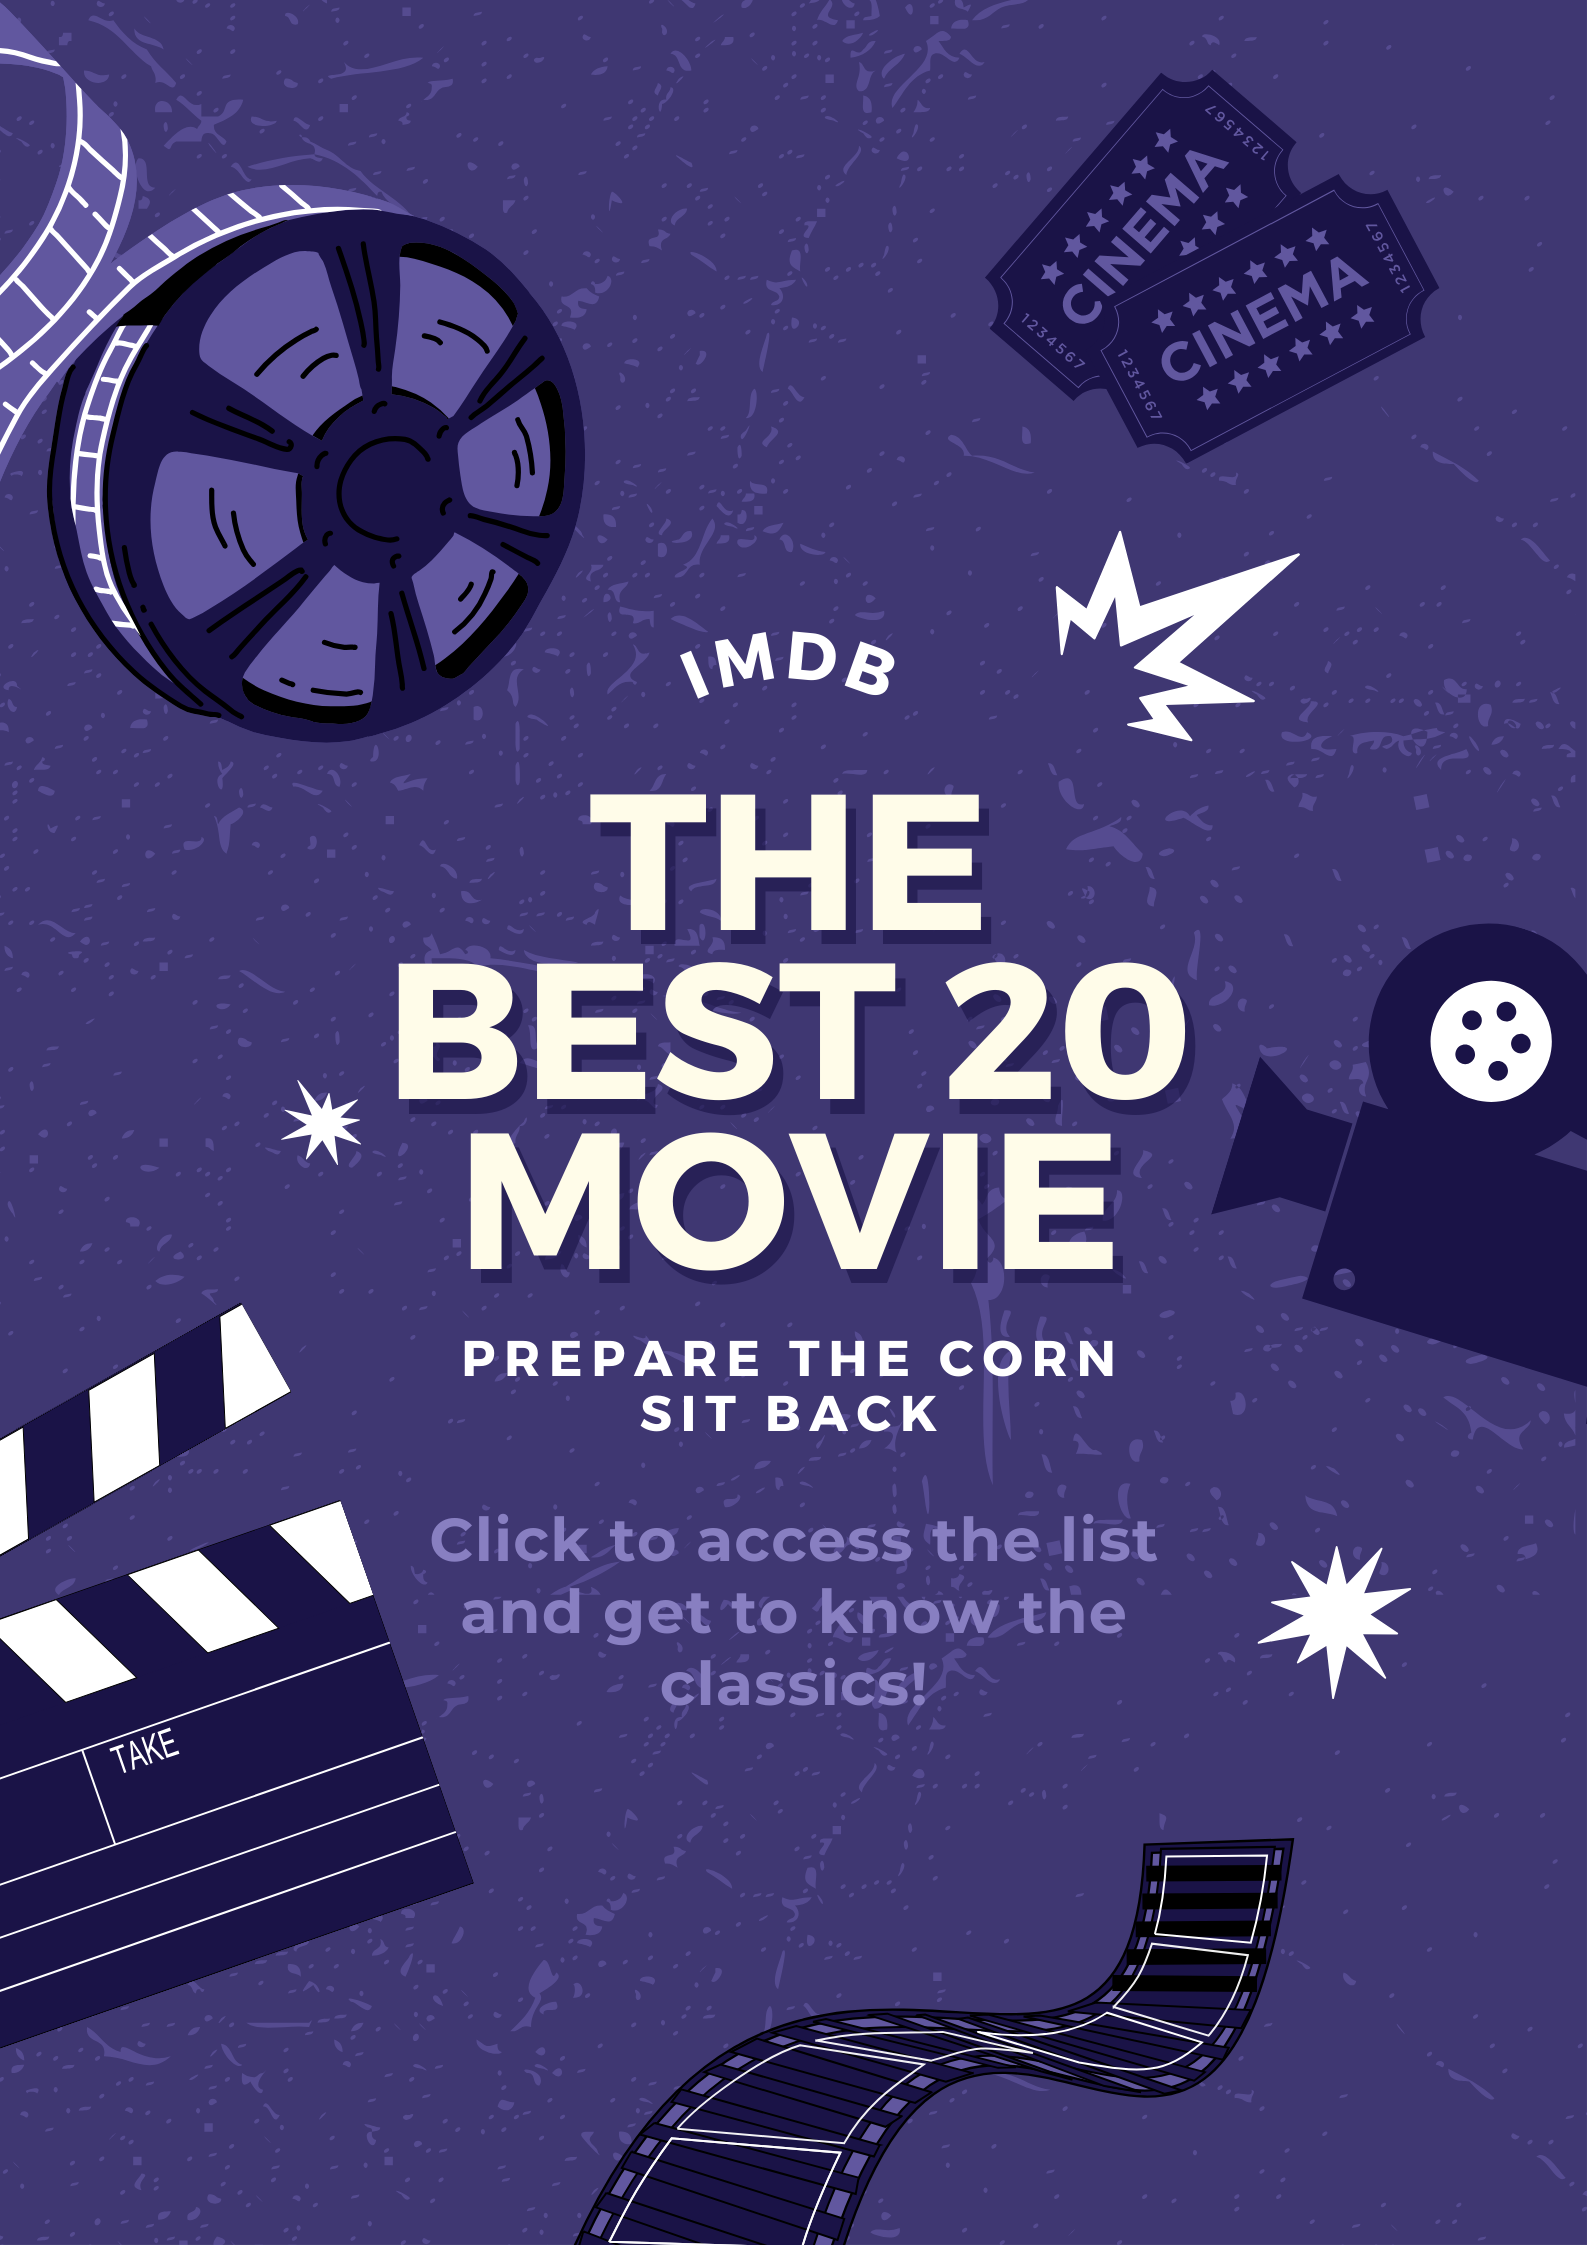 1234567
CINEMA
1234567
1234567
CINEMA
1234567
IMDB
THE
BEST 20
MOVIE
PREPARE THE CORN
SIT BACK
Click to access the list
and get to know the
classics!
TAKE